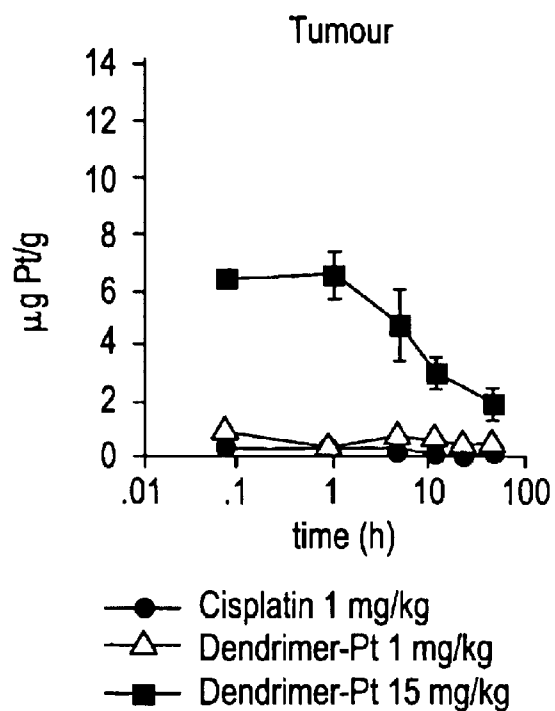 Tumour
14
12
10
8
6
4
2
0
µg Pt/g
.01 .1 1 10 100
time (h)
Cisplatin 1 mg/kg
Dendrimer-Pt 1 mg/kg
Dendrimer-Pt 15 mg/kg